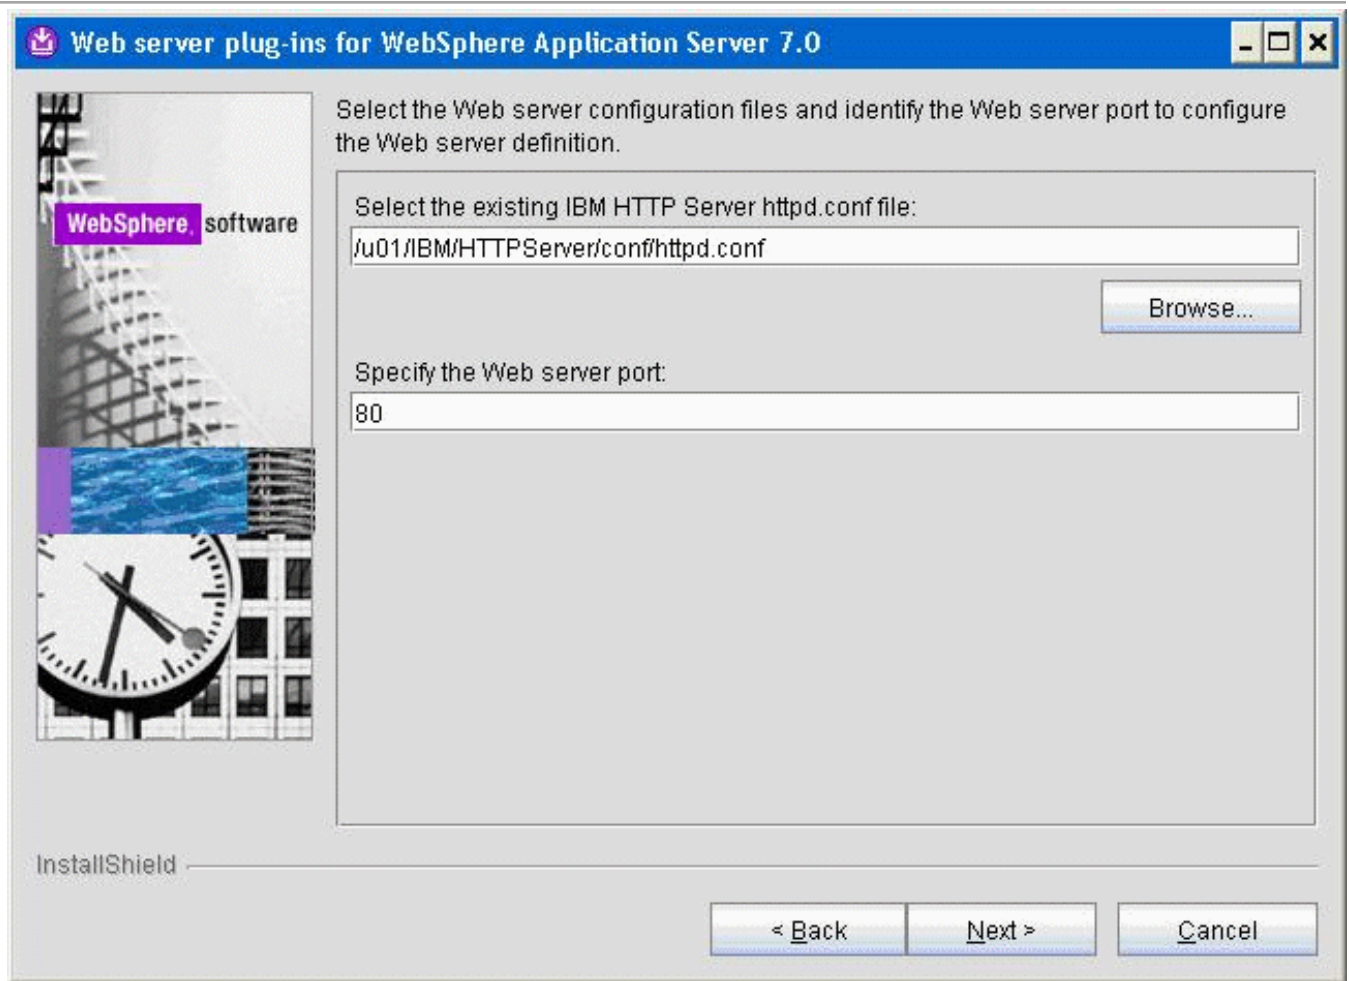 Web server plug-ins for WebSphere Application Server 7.0
Select the Web server configuration files and identify the Web server port to configure
the Web server definition.
WebSphere. software
Select the existing IBM HTTP Server httpd.conf file:
/u01/IBM/HTTPServer/conf/httpd.conf
Browse...
Specify the Web server port:
80
InstallShield
< Back
Next >
Cancel